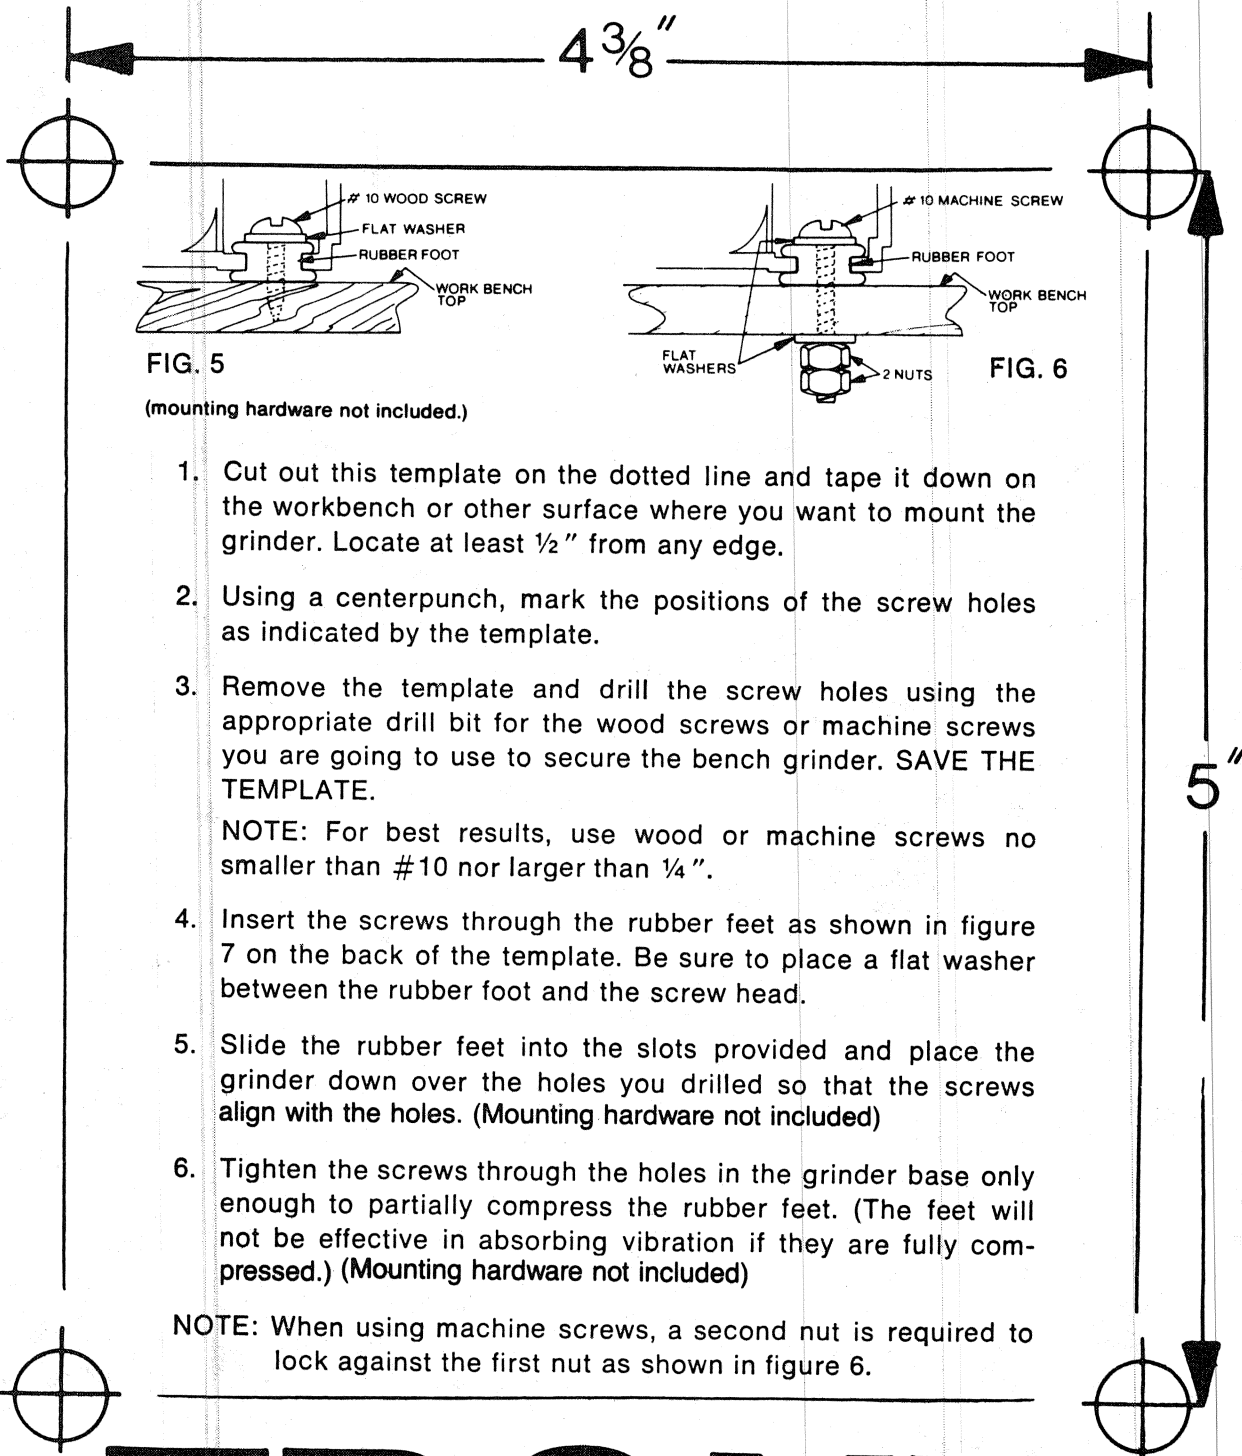 4 3/8"
# 10 WOOD SCREW
FLAT WASHER
RUBBER FOOT
WORK BENCH
TOP
FIG. 5
(mounting hardware not included.)
# 10 MACHINE SCREW
RUBBER FOOT
WORK BENCH
TOP
FLAT
WASHERS
2 NUTS
FIG. 6
1. Cut out this template on the dotted line and tape it down on
the workbench or other surface where you want to mount the
grinder. Locate at least ½" from any edge.
2. Using a centerpunch, mark the positions of the screw holes
as indicated by the template.
3. Remove the template and drill the screw holes using the
appropriate drill bit for the wood screws or machine screws
you are going to use to secure the bench grinder. SAVE THE
TEMPLATE.
NOTE: For best results, use wood or machine screws no
smaller than #10 nor larger than ¼".
4. Insert the screws through the rubber feet as shown in figure
7 on the back of the template. Be sure to place a flat washer
between the rubber foot and the screw head.
5. Slide the rubber feet into the slots provided and place the
grinder down over the holes you drilled so that the screws
align with the holes. (Mounting hardware not included)
6. Tighten the screws through the holes in the grinder base only
enough to partially compress the rubber feet. (The feet will
not be effective in absorbing vibration if they are fully com-
pressed.) (Mounting hardware not included)
NOTE: When using machine screws, a second nut is required to
lock against the first nut as shown in figure 6.
5"